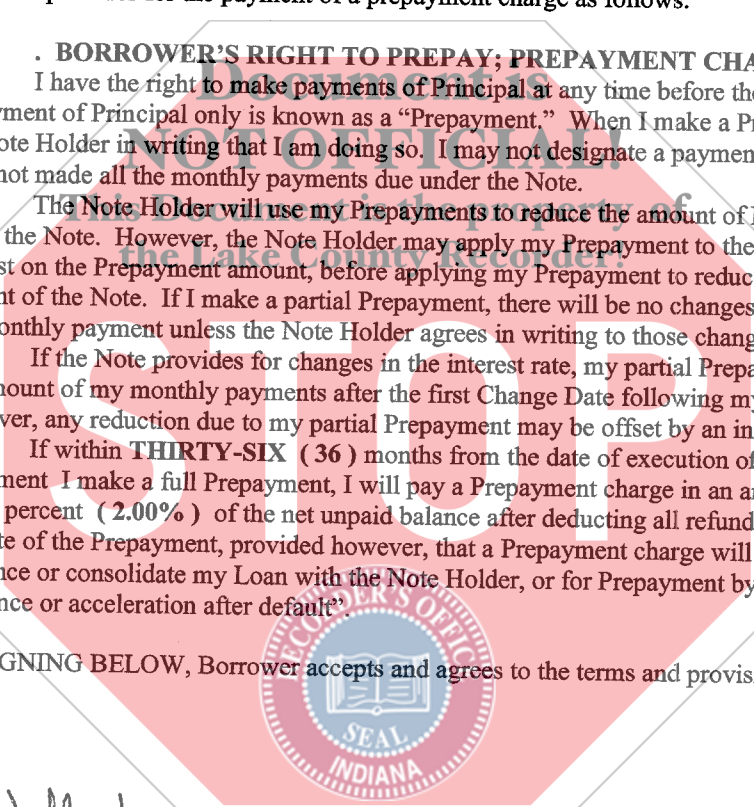 for the payment of a prepayment charge as follows:
. BORROWER'S RIGHT TO PREPAY; PREPAYMENT CHA
I have the right to make payments of Principal at any time before the
yment of Principal only is known as a “Prepayment.” When I make a Pr
ote Holder in writing that I am doing so. I may not designate a paymen
not made all the monthly payments due under the Note.
The Note Holder will use my Prepayments to reduce the amount of
the Note. However, the Note Holder may apply my Prepayment to the
st on the Prepayment amount, before applying my Prepayment to reduc
nt of the Note. If I make a partial Prepayment, there will be no changes
onthly payment unless the Note Holder agrees in writing to those chang
If the Note provides for changes in the interest rate, my partial Prepa
nount of my monthly payments after the first Change Date following my
ver, any reduction due to my partial Prepayment may be offset by an in
If within THIRTY-SIX ( 36 ) months from the date of execution of
ment I make a full Prepayment, I will pay a Prepayment charge in an a
percent ( 2.00% ) of the net unpaid balance after deducting all refund
te of the Prepayment, provided however, that a Prepayment charge will
nce or consolidate my Loan with the Note Holder, or for Prepayment by
nce or acceleration after default”.
GNING BELOW, Borrower accepts and agrees to the terms and provis
Document is
NOT OFFICIAL!
This Document is the property of
the Lake County Recorder!
STOP
RECORDER'S OFFICE
SEAL
INDIANA